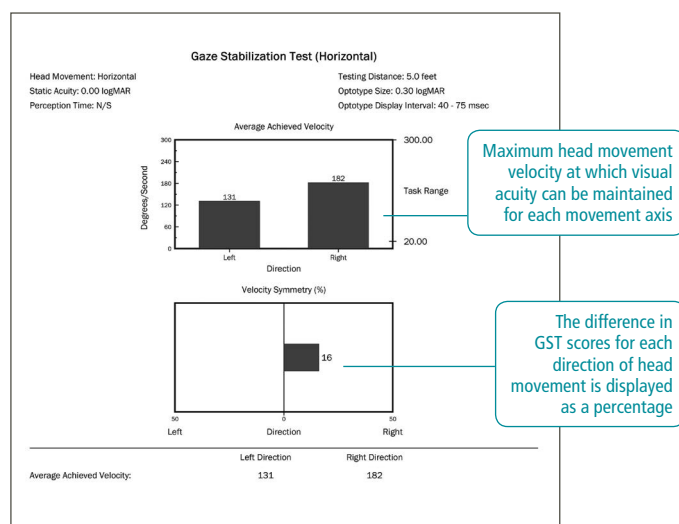 Gaze Stabilization Test (Horizontal)
Head Movement: Horizontal
Testing Distance: 5.0 feet
Static Acuity: 0.00 logMAR
Optotype Size: 0.30 logMAR
Perception Time: N/S
Optotype Display Interval: 40 - 75 msec
Average Achieved Velocity
300
240
180
120
60
0
Degrees/Second
131
182
Left
Right
Direction
300.00
Task Range
20.00
Maximum head movement
velocity at which visual
acuity can be maintained
for each movement axis
Velocity Symmetry (%)
16
50
0
50
Left
Direction
Right
The difference in
GST scores for each
direction of head
movement is displayed
as a percentage
Left Direction
Right Direction
Average Achieved Velocity:
131
182